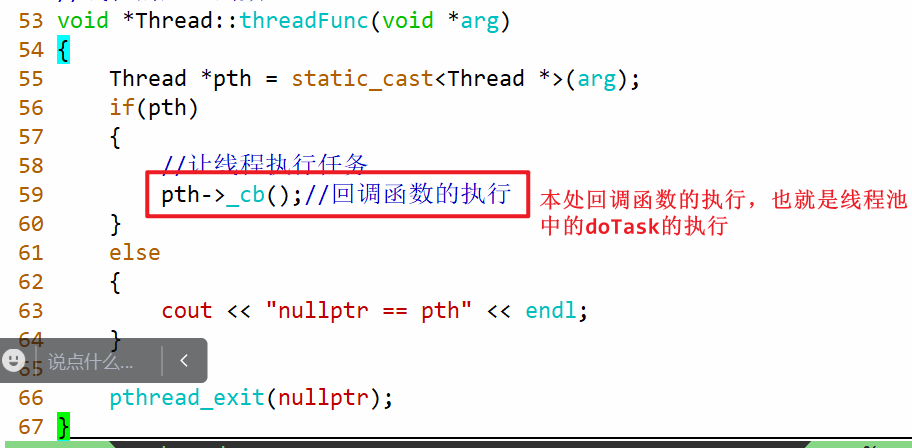 53 void *Thread::threadFunc(void *arg)
54 {
55     Thread *pth = static_cast<Thread *>(arg);
56     if(pth)
57     {
58         //让线程执行任务
59         pth->_cb();//回调函数的执行
本处回调函数的执行，也就是线程池
中的doTask的执行
60     }
61     else
62     {
63         cout << "nullptr == pth" << endl;
64     }
65
说点什么...
66     pthread_exit(nullptr);
67 }